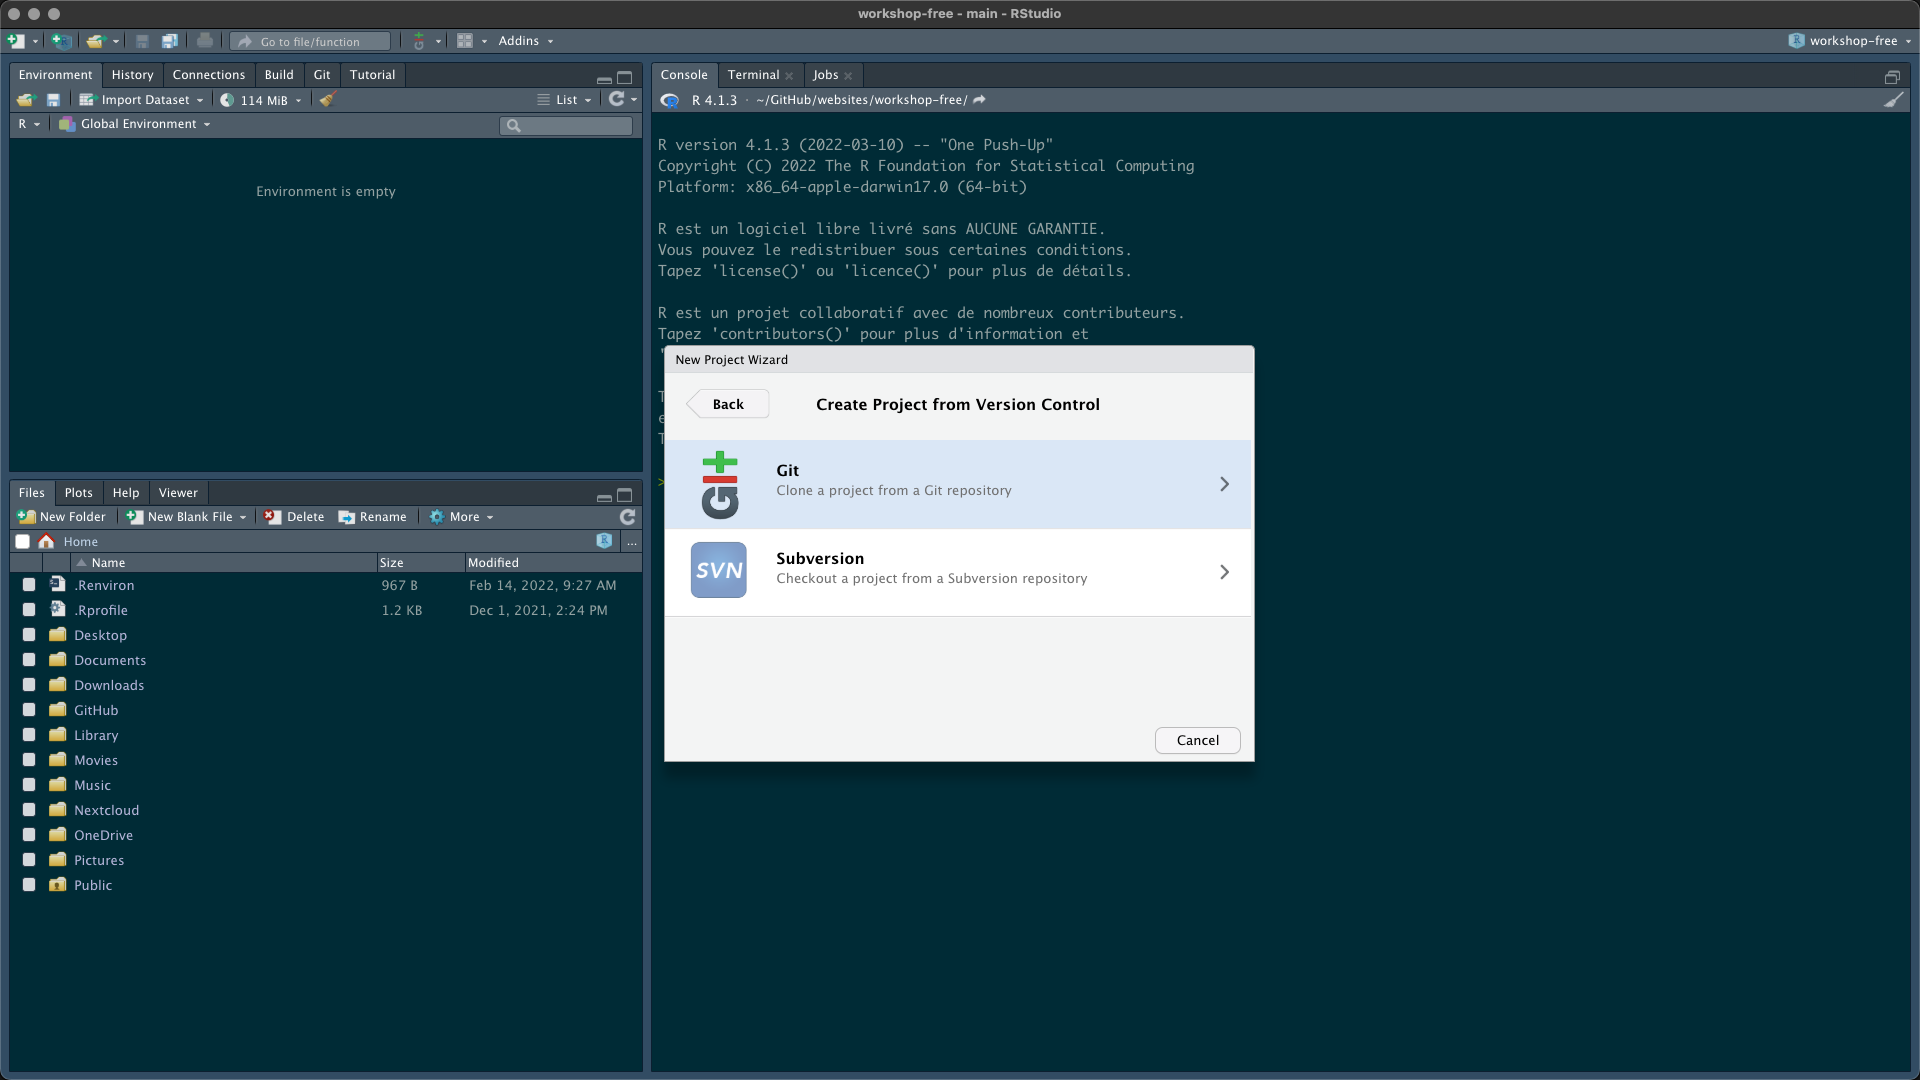 workshop-free - main - RStudio
Go to file/function
Addins
workshop-free
Environment History Connections Build Git Tutorial
Import Dataset 114 MiB List
R Global Environment
Environment is empty
Files Plots Help Viewer
New Folder New Blank File Delete Rename More
Home ...
Name Size Modified
.Renviron 967 B Feb 14, 2022, 9:27 AM
.Rprofile 1.2 KB Dec 1, 2021, 2:24 PM
Desktop
Documents
Downloads
GitHub
Library
Movies
Music
Nextcloud
OneDrive
Pictures
Public
Console Terminal Jobs
R 4.1.3 · ~/GitHub/websites/workshop-free/
R version 4.1.3 (2022-03-10) -- "One Push-Up"
Copyright (C) 2022 The R Foundation for Statistical Computing
Platform: x86_64-apple-darwin17.0 (64-bit)
R est un logiciel libre livré sans AUCUNE GARANTIE.
Vous pouvez le redistribuer sous certaines conditions.
Tapez 'license()' ou 'licence()' pour plus de détails.
R est un projet collaboratif avec de nombreux contributeurs.
Tapez 'contributors()' pour plus d'information et
>
New Project Wizard
Back
Create Project from Version Control
Git
Clone a project from a Git repository
SVN
Subversion
Checkout a project from a Subversion repository
Cancel